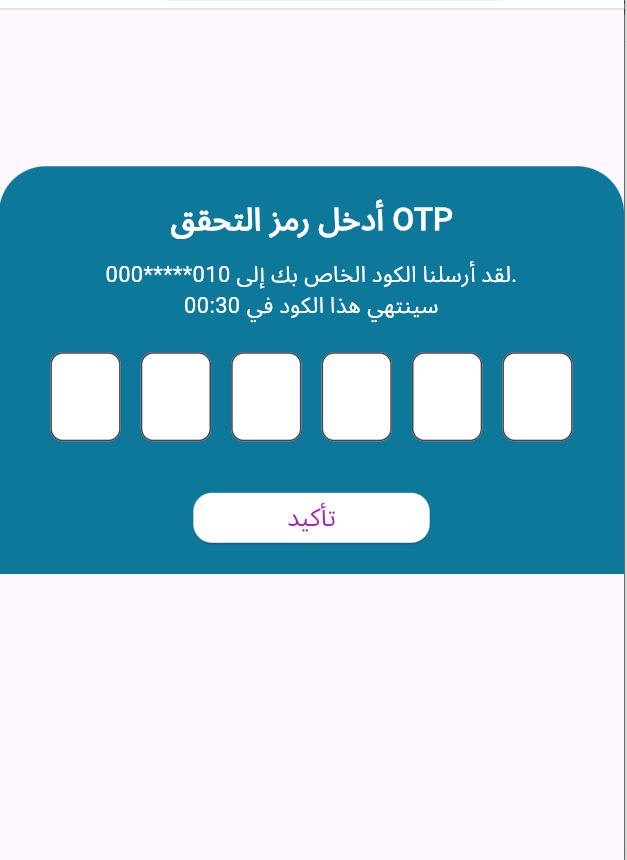 أدخل رمز التحقق OTP
لقد أرسلنا الكود الخاص بك إلى 010*****000.
سينتهي هذا الكود في 00:30
تأكيد